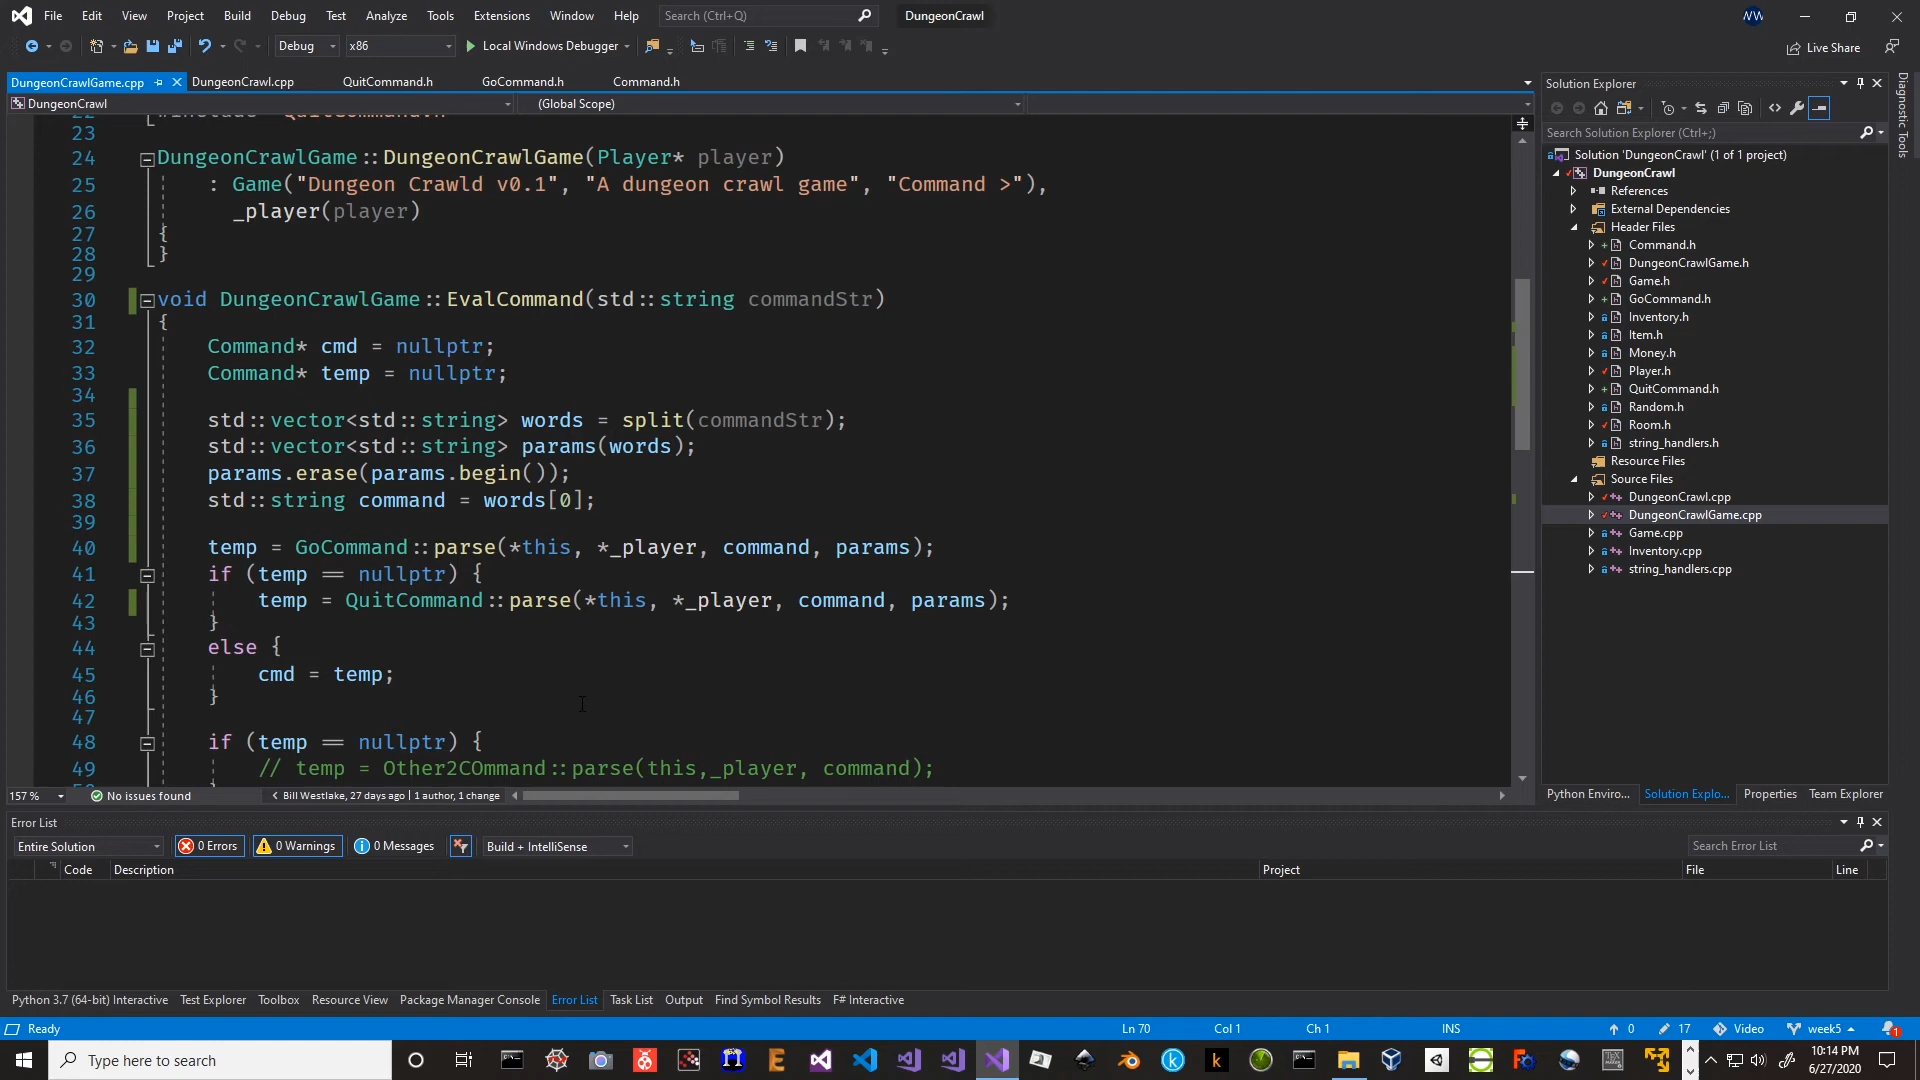 File Edit View Project Build Debug Test Analyze Tools Extensions Window Help Search (Ctrl+Q) DungeonCrawl
Debug x86 Local Windows Debugger Live Share
DungeonCrawlGame.cpp DungeonCrawl.cpp QuitCommand.h GoCommand.h Command.h
DungeonCrawl (Global Scope)
23
24 DungeonCrawlGame::DungeonCrawlGame(Player* player)
25 : Game("Dungeon Crawld v0.1", "A dungeon crawl game", "Command >"),
26 _player(player)
27 {
28 }
29
30 void DungeonCrawlGame::EvalCommand(std::string commandStr)
31 {
32 Command* cmd = nullptr;
33 Command* temp = nullptr;
34
35 std::vector<std::string> words = split(commandStr);
36 std::vector<std::string> params(words);
37 params.erase(params.begin());
38 std::string command = words[0];
39
40 temp = GoCommand::parse(*this, *_player, command, params);
41 if (temp == nullptr) {
42 temp = QuitCommand::parse(*this, *_player, command, params);
43 }
44 else {
45 cmd = temp;
46 }
47
48 if (temp == nullptr) {
49 // temp = Other2COmmand::parse(this,_player, command);
157 % No issues found Bill Westlake, 27 days ago | 1 author, 1 change
Solution Explorer
Search Solution Explorer (Ctrl+;)
Solution 'DungeonCrawl' (1 of 1 project)
DungeonCrawl
References
External Dependencies
Header Files
Command.h
DungeonCrawlGame.h
Game.h
GoCommand.h
Inventory.h
Item.h
Money.h
Player.h
QuitCommand.h
Random.h
Room.h
string_handlers.h
Resource Files
Source Files
DungeonCrawl.cpp
DungeonCrawlGame.cpp
Game.cpp
Inventory.cpp
string_handlers.cpp
Python Enviro... Solution Explo... Properties Team Explorer
Diagnostic Tools
Error List
Entire Solution 0 Errors 0 Warnings 0 Messages Build + IntelliSense Search Error List
Code Description Project File Line
Python 3.7 (64-bit) Interactive Test Explorer Toolbox Resource View Package Manager Console Error List Task List Output Find Symbol Results F# Interactive
Ready Ln 70 Col 1 Ch 1 INS 0 17 Video week5 1
Type here to search
10:14 PM
6/27/2020